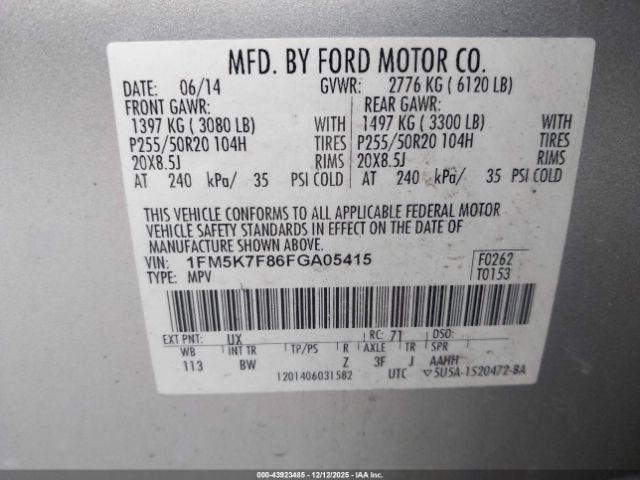 MFD. BY FORD MOTOR CO.
DATE: 06/14 GVWR: 2776 KG ( 6120 LB)
FRONT GAWR: REAR GAWR:
1397 KG ( 3080 LB) WITH 1497 KG ( 3300 LB) WITH
P255/50R20 104H TIRES P255/50R20 104H TIRES
20X8.5J RIMS 20X8.5J RIMS
AT 240 kPa/ 35 PSI COLD AT 240 kPa/ 35 PSI COLD
THIS VEHICLE CONFORMS TO ALL APPLICABLE FEDERAL MOTOR
VEHICLE SAFETY STANDARDS IN EFFECT ON THE DATE OF
MANUFACTURE SHOWN ABOVE.
VIN: 1FM5K7F86FGA05415 F0262
TYPE: MPV T0153
EXT PNT: UX RC: 71 DSO:
WB INT TR TP/PS R AXLE TR SPR
113 BW Z 3F J AAHH
1201406031582 UTC ▽5U5A-1520472-BA
000-43923485 - 12/12/2025 - IAA Inc.